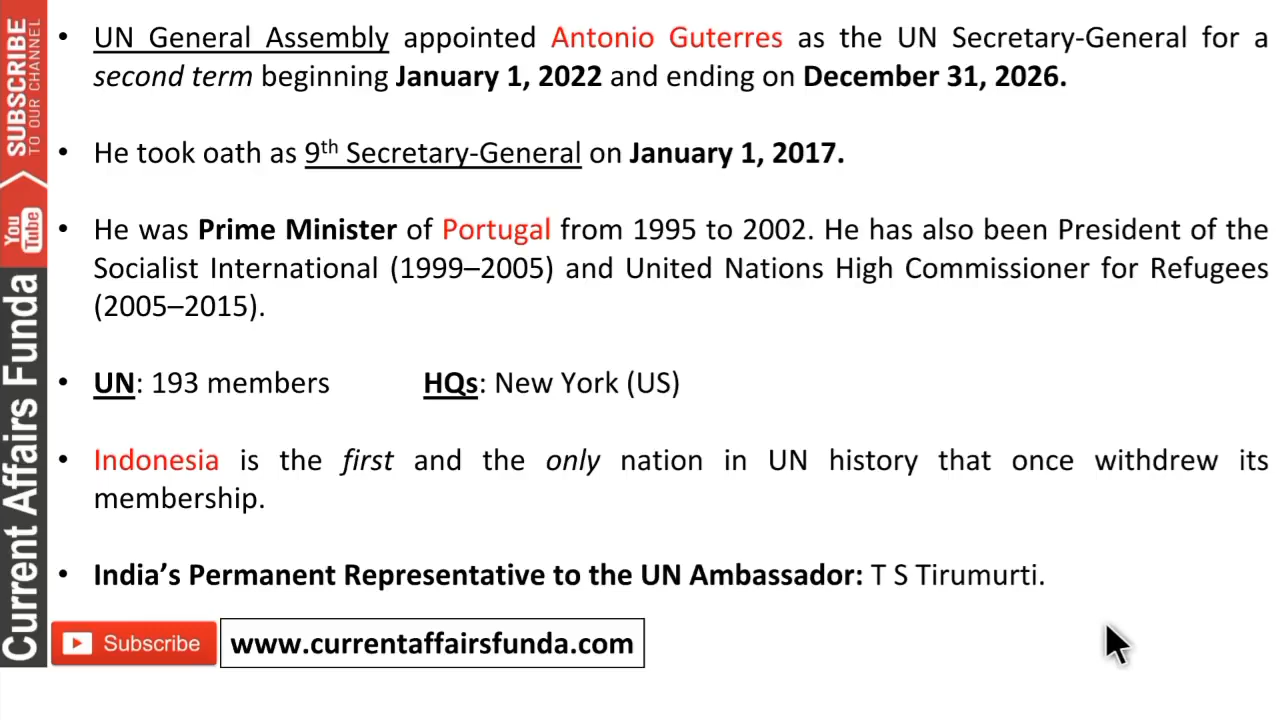 • UN General Assembly appointed Antonio Guterres as the UN Secretary-General for a
second term beginning January 1, 2022 and ending on December 31, 2026.
• He took oath as 9th Secretary-General on January 1, 2017.
• He was Prime Minister of Portugal from 1995 to 2002. He has also been President of the
Socialist International (1999–2005) and United Nations High Commissioner for Refugees
(2005–2015).
• UN: 193 members HQs: New York (US)
• Indonesia is the first and the only nation in UN history that once withdrew its
membership.
• India’s Permanent Representative to the UN Ambassador: T S Tirumurti.
SUBSCRIBE
TO OUR CHANNEL
You
Tube
Current Affairs Funda
Subscribe
www.currentaffairsfunda.com